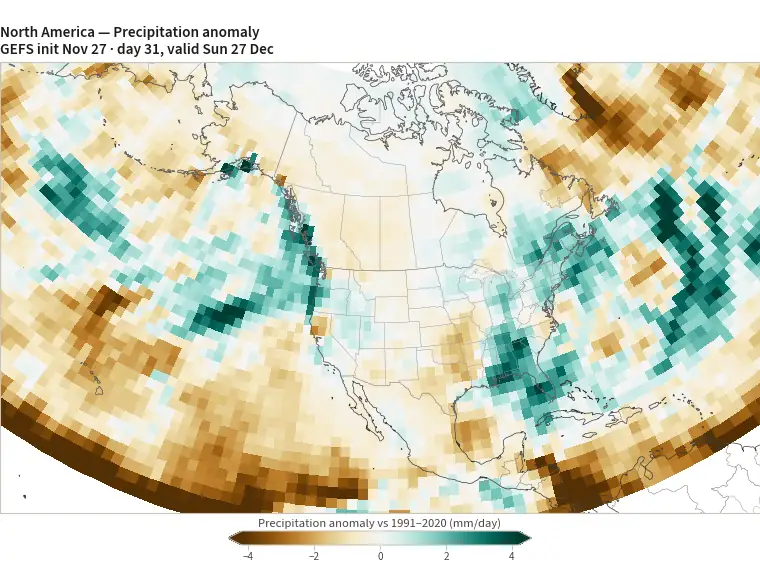 North America — Precipitation anomaly
GEFS init Nov 27 · day 31, valid Sun 27 Dec
Precipitation anomaly vs 1991–2020 (mm/day)
−4 −2 0 2 4